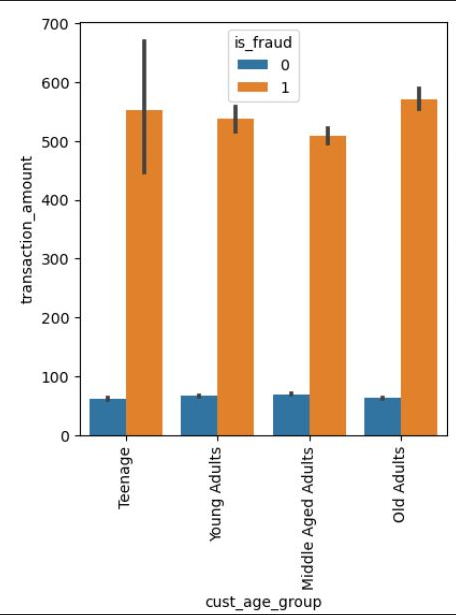 700
600
500
400
300
200
100
0
transaction_amount
is_fraud
0
1
Teenage
Young Adults
Middle Aged Adults
Old Adults
cust_age_group